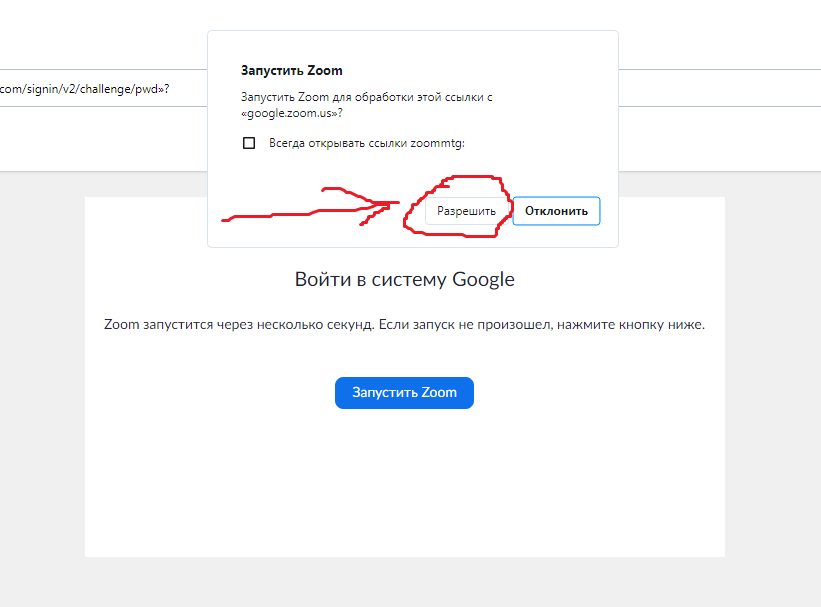 Запустить Zoom
com/signin/v2/challenge/pwd»?
Запустить Zoom для обработки этой ссылки с
«google.zoom.us»?
Всегда открывать ссылки zoommtg:
Разрешить
Отклонить
Войти в систему Google
Zoom запустится через несколько секунд. Если запуск не произошел, нажмите кнопку ниже.
Запустить Zoom